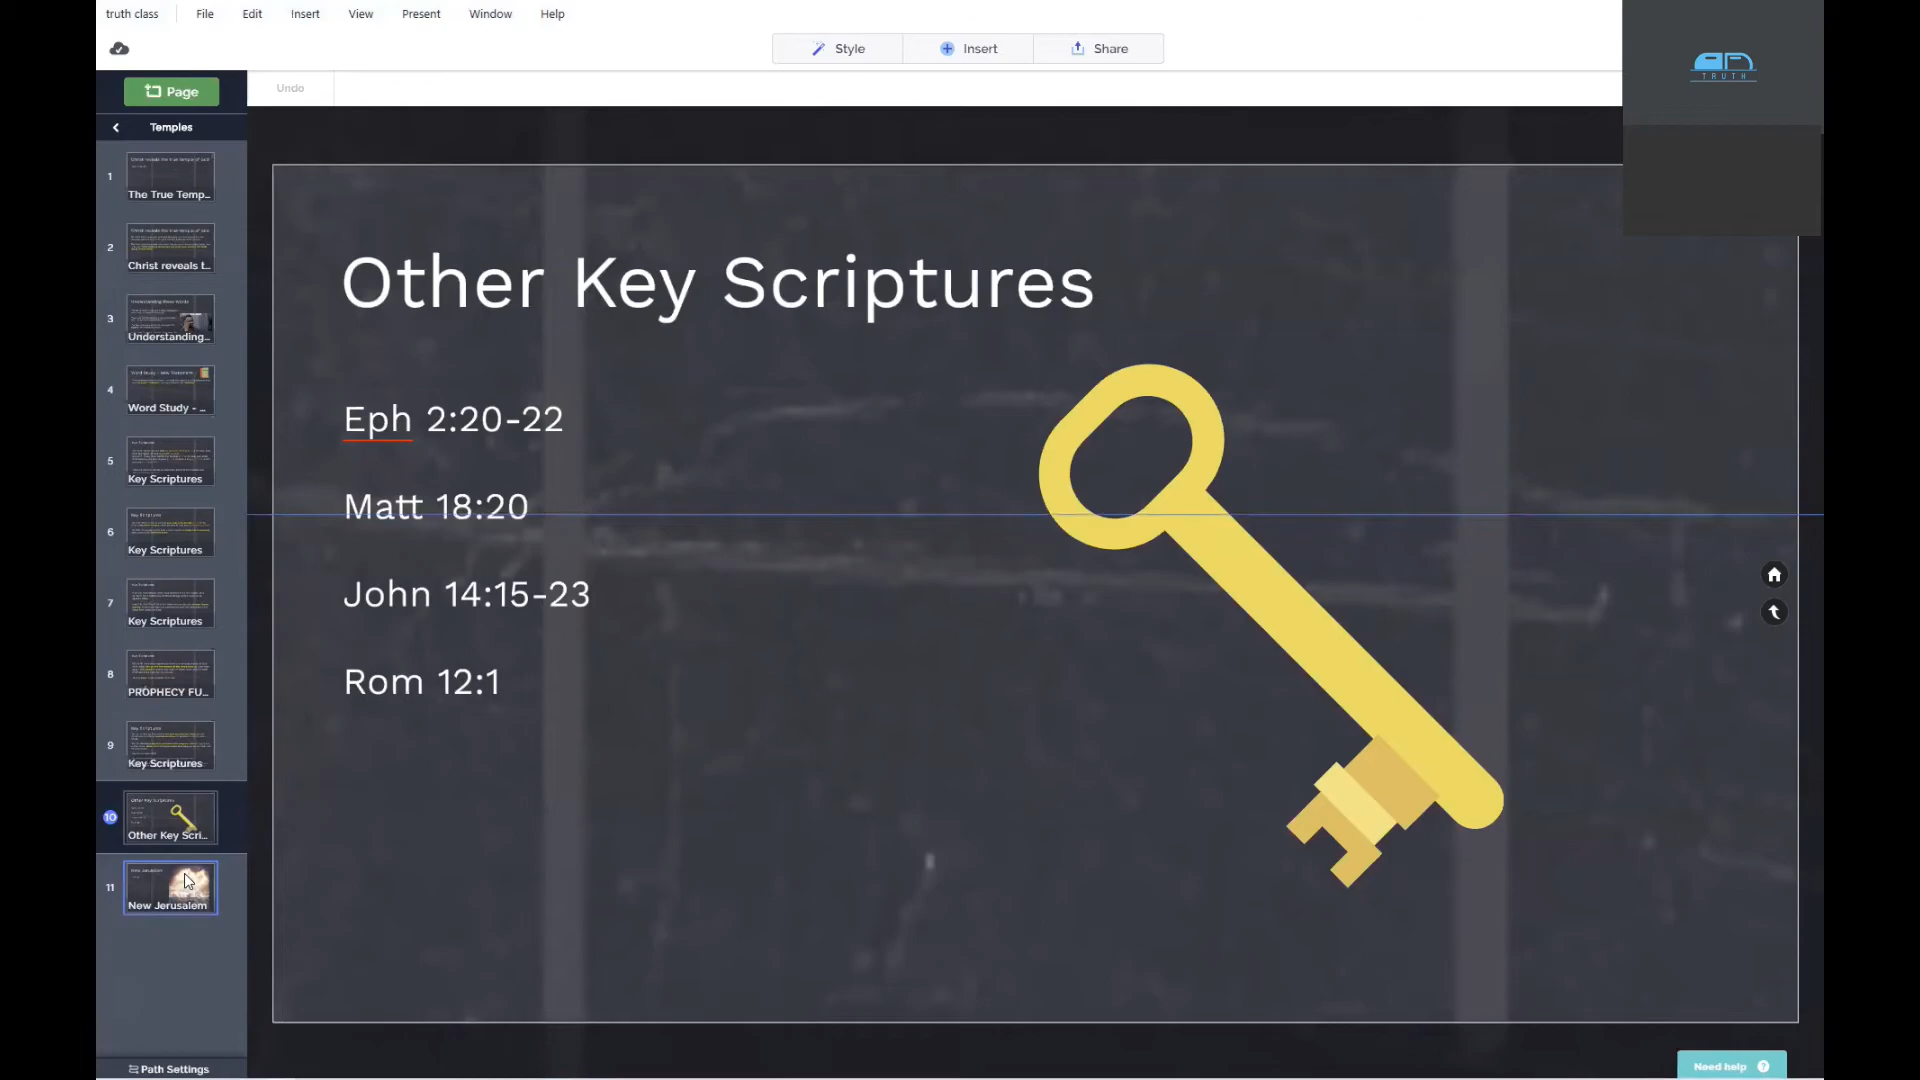 truth class File Edit Insert View Present Window Help
Style Insert Share
TRUTH
Page
Undo
Temples
1
The True Temp...
2
Christ reveals t...
3
Understanding...
4
Word Study - ...
5
Key Scriptures
6
Key Scriptures
7
Key Scriptures
8
PROPHECY FU...
9
Key Scriptures
10
Other Key Scri...
11
New Jerusalem
Path Settings
Other Key Scriptures
Eph 2:20-22
Matt 18:20
John 14:15-23
Rom 12:1
Need help ?